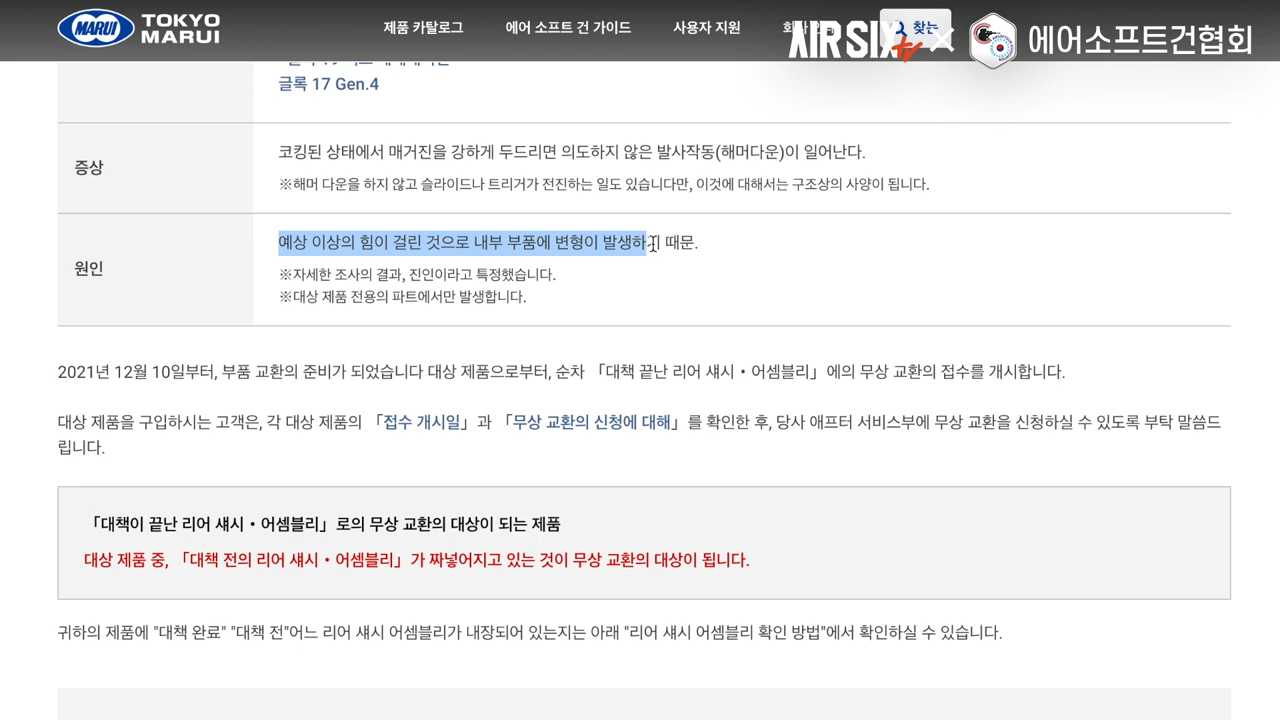 MARUI
TOKYO MARUI
제품 카탈로그
에어 소프트 건 가이드
사용자 지원
찾는
AIRSIX tv
에어소프트건협회
글록 17 Gen.4
증상
코킹된 상태에서 매거진을 강하게 두드리면 의도하지 않은 발사작동(해머다운)이 일어난다.
※해머 다운을 하지 않고 슬라이드나 트리거가 전진하는 일도 있습니다만, 이것에 대해서는 구조상의 사양이 됩니다.
원인
예상 이상의 힘이 걸린 것으로 내부 부품에 변형이 발생하기 때문.
※자세한 조사의 결과, 진인이라고 특정했습니다.
※대상 제품 전용의 파트에서만 발생합니다.
2021년 12월 10일부터, 부품 교환의 준비가 되었습니다 대상 제품으로부터, 순차 「대책 끝난 리어 섀시・어셈블리」에의 무상 교환의 접수를 개시합니다.
대상 제품을 구입하시는 고객은, 각 대상 제품의 「접수 개시일」과 「무상 교환의 신청에 대해」를 확인한 후, 당사 애프터 서비스부에 무상 교환을 신청하실 수 있도록 부탁 말씀드
립니다.
「대책이 끝난 리어 섀시・어셈블리」로의 무상 교환의 대상이 되는 제품
대상 제품 중, 「대책 전의 리어 섀시・어셈블리」가 짜넣어지고 있는 것이 무상 교환의 대상이 됩니다.
귀하의 제품에 "대책 완료" "대책 전"어느 리어 섀시 어셈블리가 내장되어 있는지는 아래 "리어 섀시 어셈블리 확인 방법"에서 확인하실 수 있습니다.